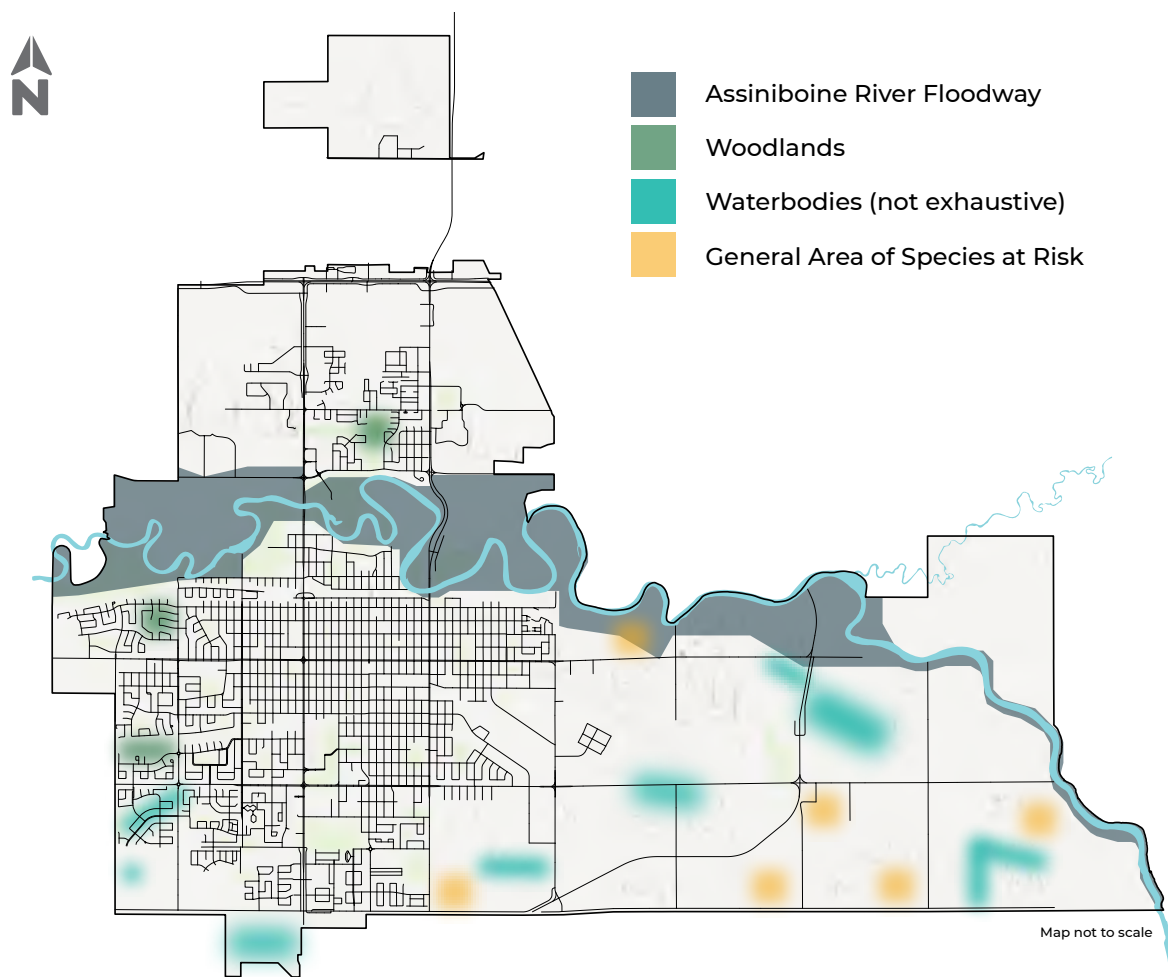 N
Assiniboine River Floodway
Woodlands
Waterbodies (not exhaustive)
General Area of Species at Risk
Map not to scale